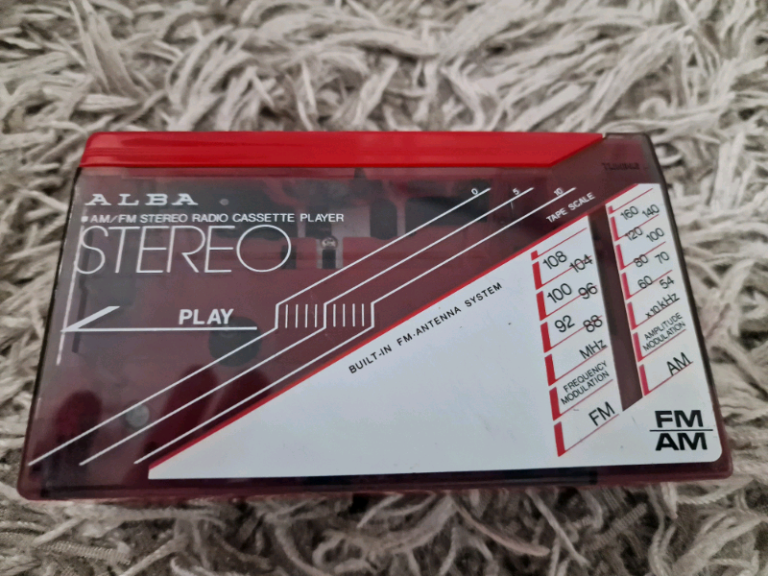 TUNING
ALBA
AM/FM STEREO RADIO CASSETTE PLAYER
STEREO
PLAY
0 5 10
TAPE SCALE
BUILT-IN FM-ANTENNA SYSTEM
108 104
100 96
92 88
MHz
FREQUENCY
MODULATION
FM
160 140
120 100
80 70
60 54
x10kHz
AMPLITUDE
MODULATION
AM
FM
AM